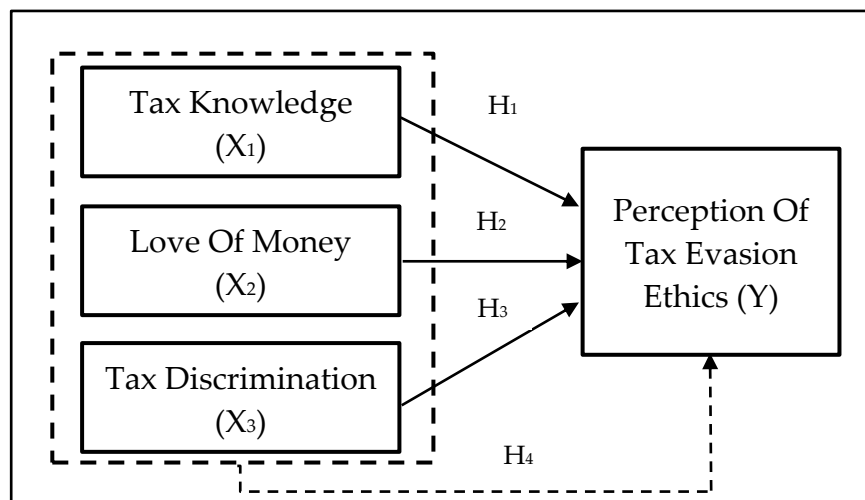 Tax Knowledge
(X₁)
H₁
Love Of Money
(X₂)
H₂
Tax Discrimination
(X₃)
H₃
Perception Of
Tax Evasion
Ethics (Y)
H₄